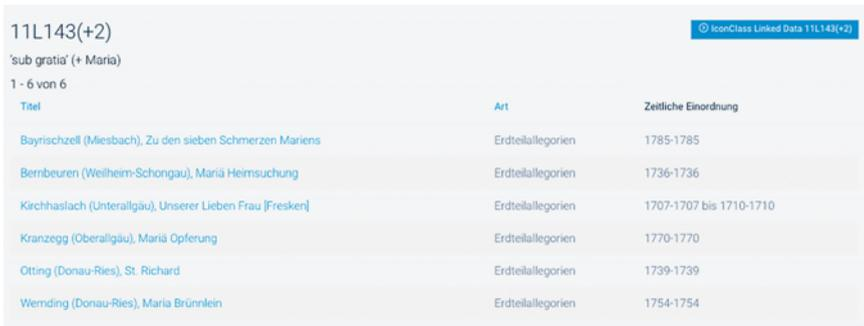 11L143(+2)
IconClass Linked Data 11L143(+2)
'sub gratia' (+ Maria)
1 - 6 von 6
Titel Art Zeitliche Einordnung
Bayrischzell (Miesbach), Zu den sieben Schmerzen Mariens Erdteilallegorien 1785-1785
Bernbeuren (Weilheim-Schongau), Mariä Heimsuchung Erdteilallegorien 1736-1736
Kirchhaslach (Unterallgäu), Unserer Lieben Frau [Fresken] Erdteilallegorien 1707-1707 bis 1710-1710
Kranzegg (Oberallgäu), Mariä Opferung Erdteilallegorien 1770-1770
Otting (Donau-Ries), St. Richard Erdteilallegorien 1739-1739
Wemding (Donau-Ries), Maria Brünnlein Erdteilallegorien 1754-1754